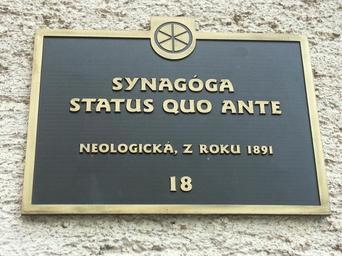 SYNAGÓGA
STATUS QUO ANTE
NEOLOGICKÁ, Z ROKU 1891
18